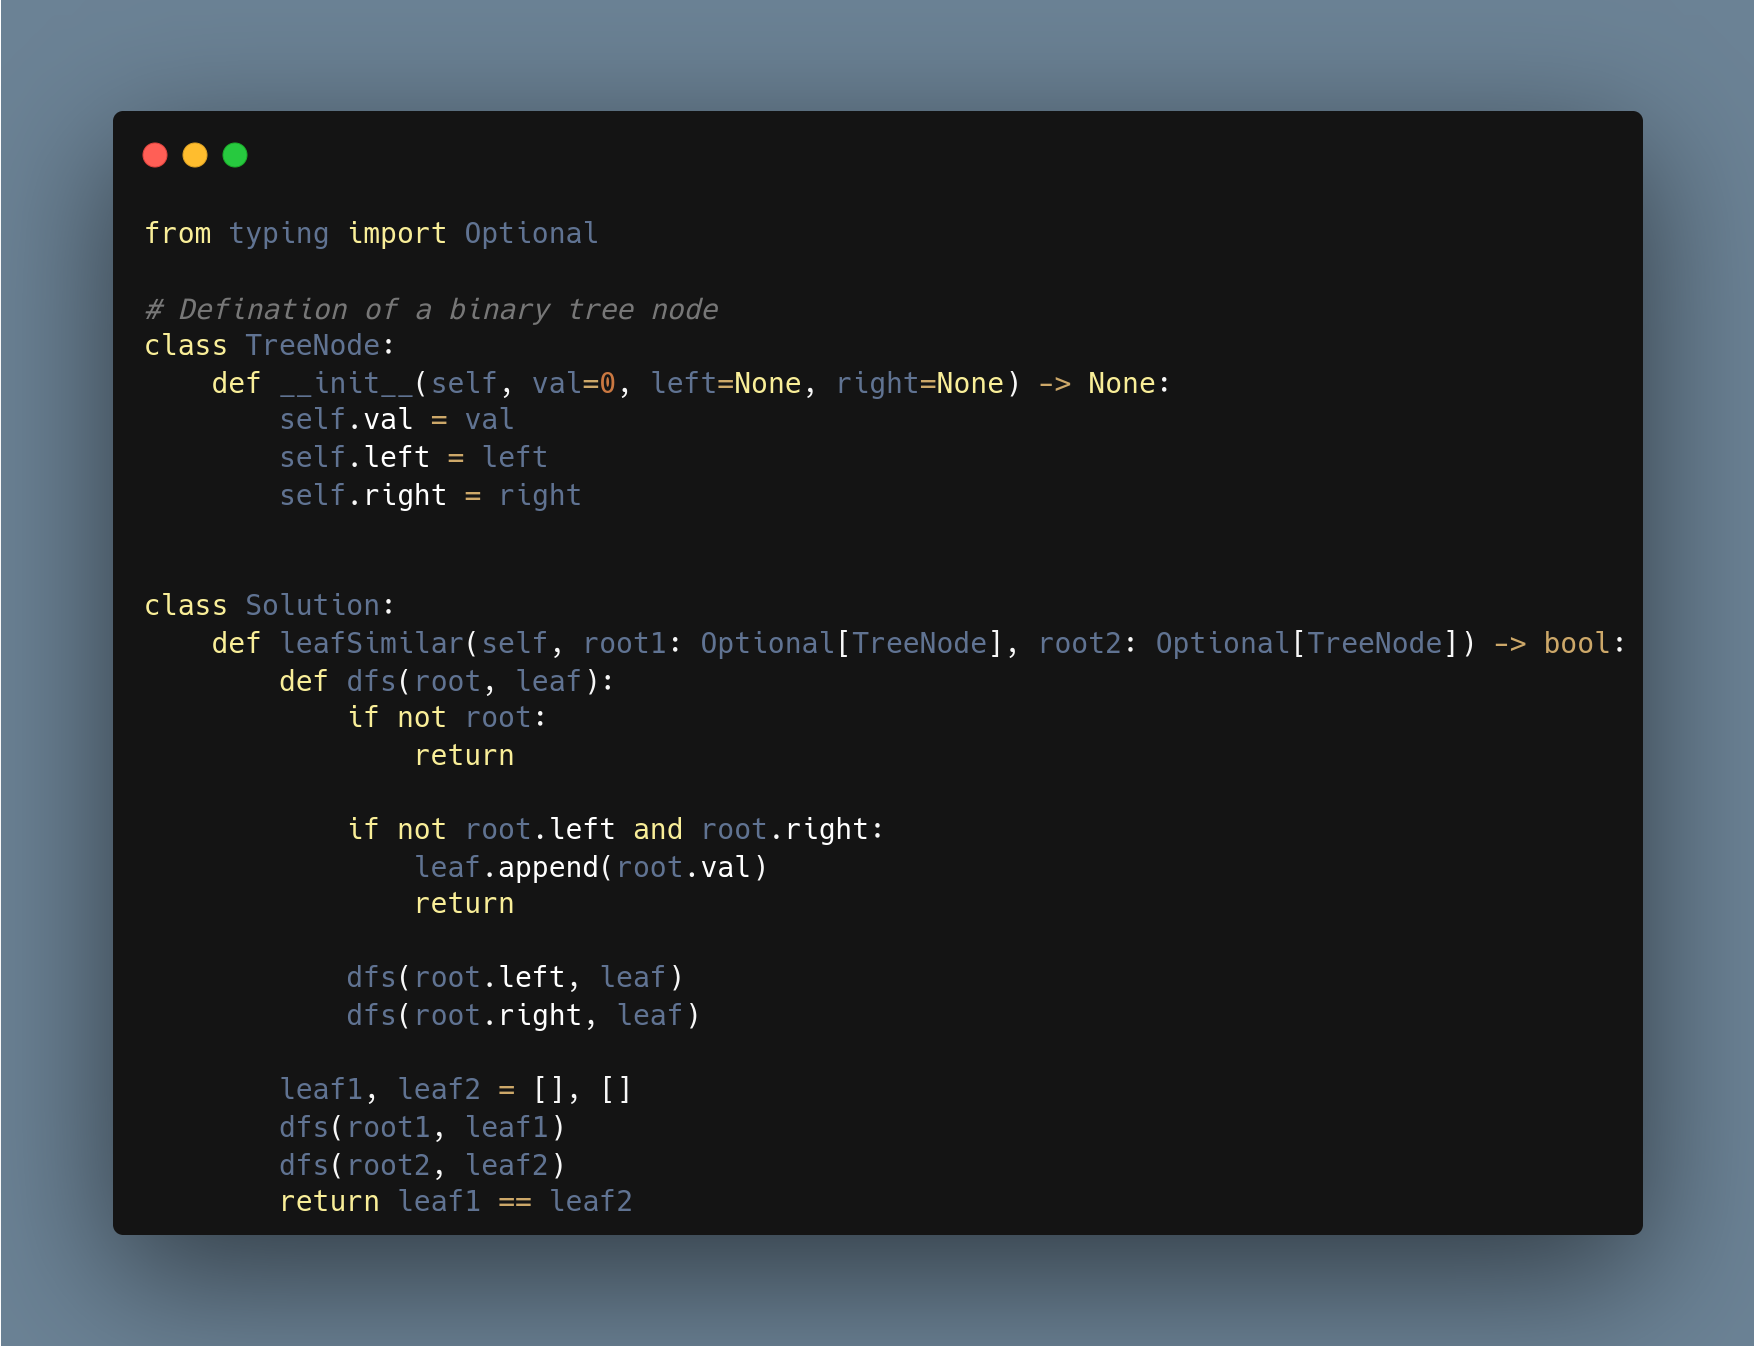 from typing import Optional

# Defination of a binary tree node
class TreeNode:
    def __init__(self, val=0, left=None, right=None) -> None:
        self.val = val
        self.left = left
        self.right = right


class Solution:
    def leafSimilar(self, root1: Optional[TreeNode], root2: Optional[TreeNode]) -> bool:
        def dfs(root, leaf):
            if not root:
                return

            if not root.left and root.right:
                leaf.append(root.val)
                return

            dfs(root.left, leaf)
            dfs(root.right, leaf)

        leaf1, leaf2 = [], []
        dfs(root1, leaf1)
        dfs(root2, leaf2)
        return leaf1 == leaf2